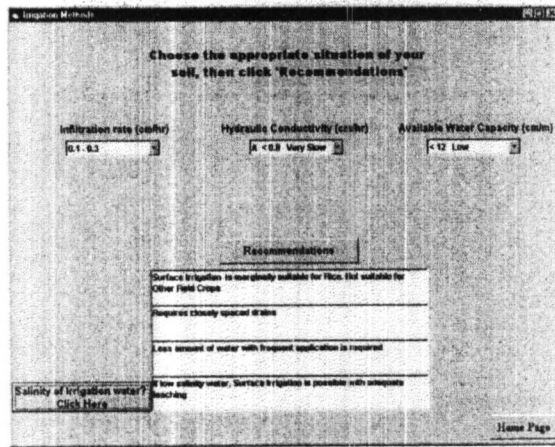 Irrigation Methods
Choose the appropriate situation of your
soil, then click 'Recommendations'
Infiltration rate (cm/hr) Hydraulic Conductivity (cm/hr) Available Water Capacity (cm/m)
0.1 - 0.3 A < 0.8 Very Slow < 12 Low
Recommendations
Surface Irrigation is marginally suitable for Rice. Not suitable for
Other Field Crops
Requires closely spaced drains
Less amount of water with frequent application is required
If low salinity water, Surface Irrigation is possible with adequate
leaching
Salinity of Irrigation water?
Click Here
Home Page